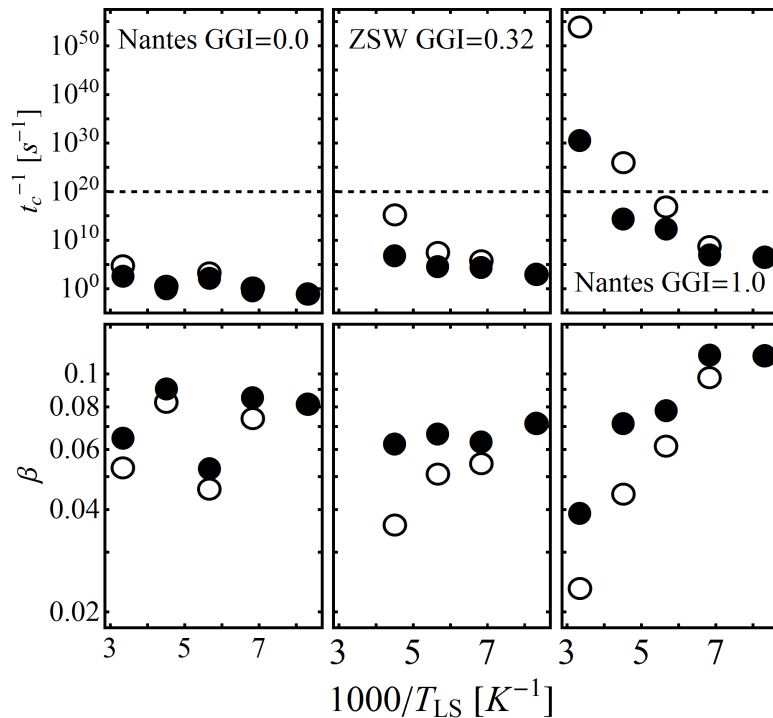 Nantes GGI=0.0
ZSW GGI=0.32
Nantes GGI=1.0
t_c^{-1} [s^{-1}]
10^{50}
10^{40}
10^{30}
10^{20}
10^{10}
10^{0}
β
0.1
0.08
0.06
0.04
0.02
3 5 7
3 5 7
3 5 7
1000/T_{LS} [K^{-1}]